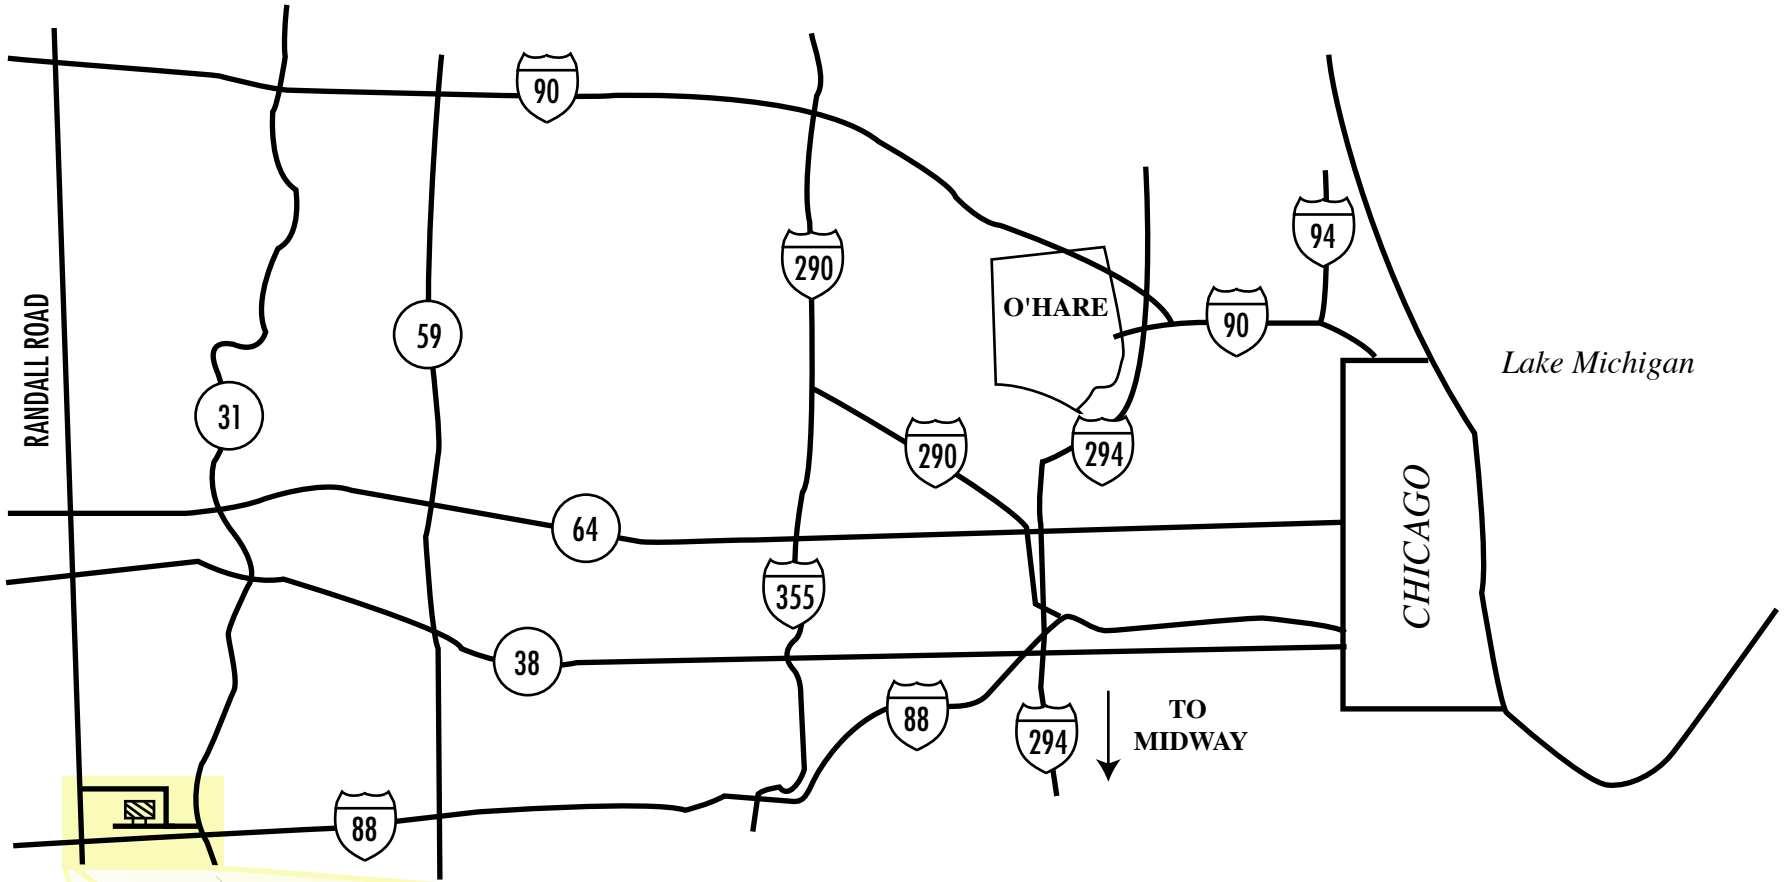 90
94
290
O'HARE
90
RANDALL ROAD
59
31
Lake Michigan
290
294
64
CHICAGO
355
38
88
294
TO
MIDWAY
88